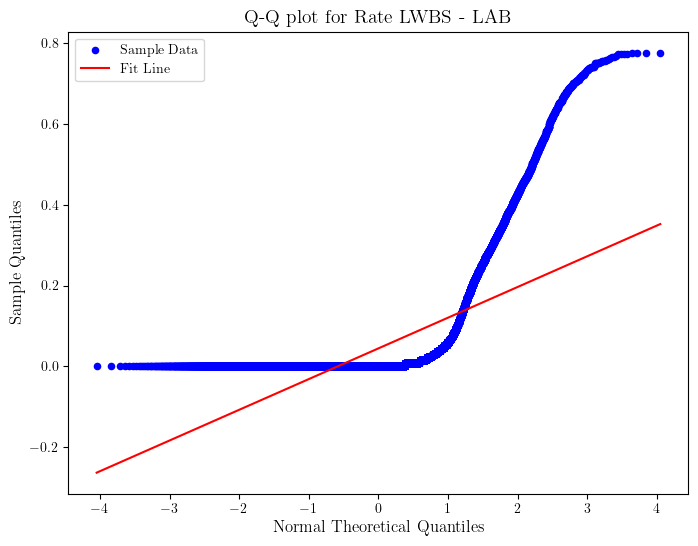 Q-Q plot for Rate LWBS - LAB
Sample Data
Fit Line
Sample Quantiles
0.8
0.6
0.4
0.2
0.0
−0.2
−4 −3 −2 −1 0 1 2 3 4
Normal Theoretical Quantiles